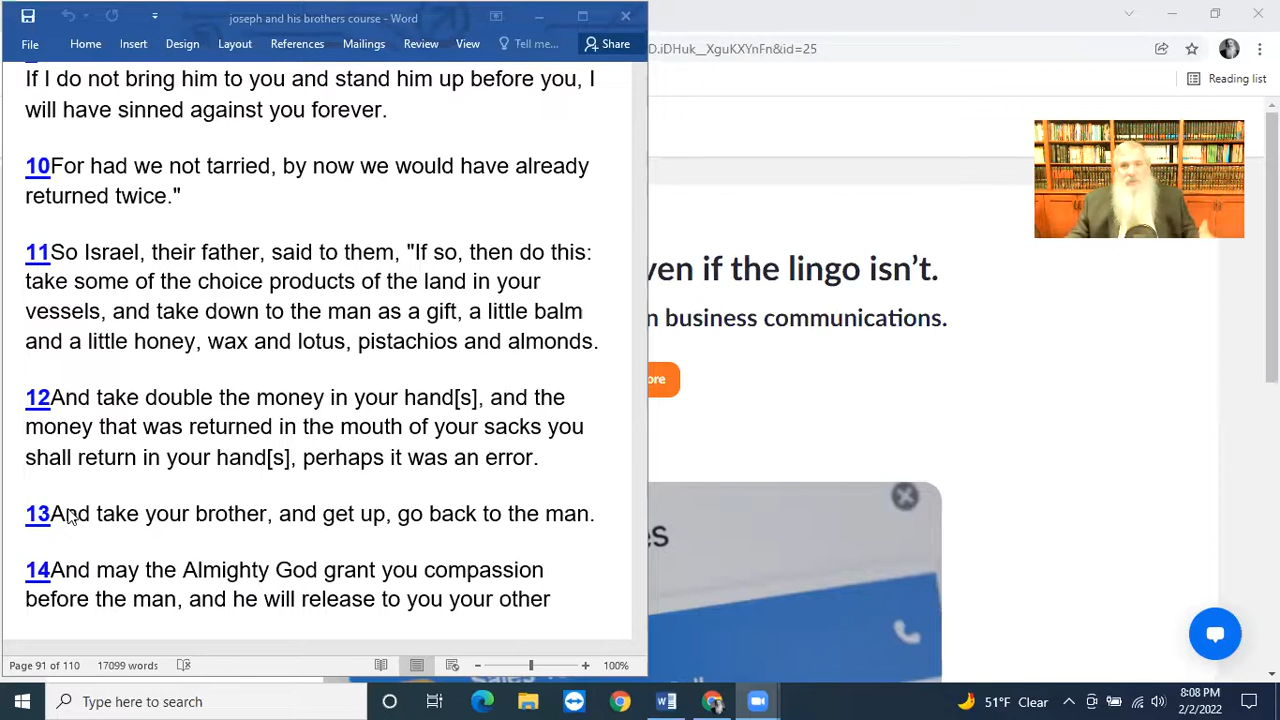 joseph and his brothers course - Word
File Home Insert Design Layout References Mailings Review View Tell me... Share
If I do not bring him to you and stand him up before you, I
will have sinned against you forever.
10For had we not tarried, by now we would have already
returned twice."
11So Israel, their father, said to them, "If so, then do this:
take some of the choice products of the land in your
vessels, and take down to the man as a gift, a little balm
and a little honey, wax and lotus, pistachios and almonds.
12And take double the money in your hand[s], and the
money that was returned in the mouth of your sacks you
shall return in your hand[s], perhaps it was an error.
13And take your brother, and get up, go back to the man.
14And may the Almighty God grant you compassion
before the man, and he will release to you your other
Page 91 of 110 17099 words
100%
D.iDHuk__XguKXYnFn&id=25
Reading list
ven if the lingo isn't.
n business communications.
ore
es
Type here to search
51°F Clear
8:08 PM
2/2/2022